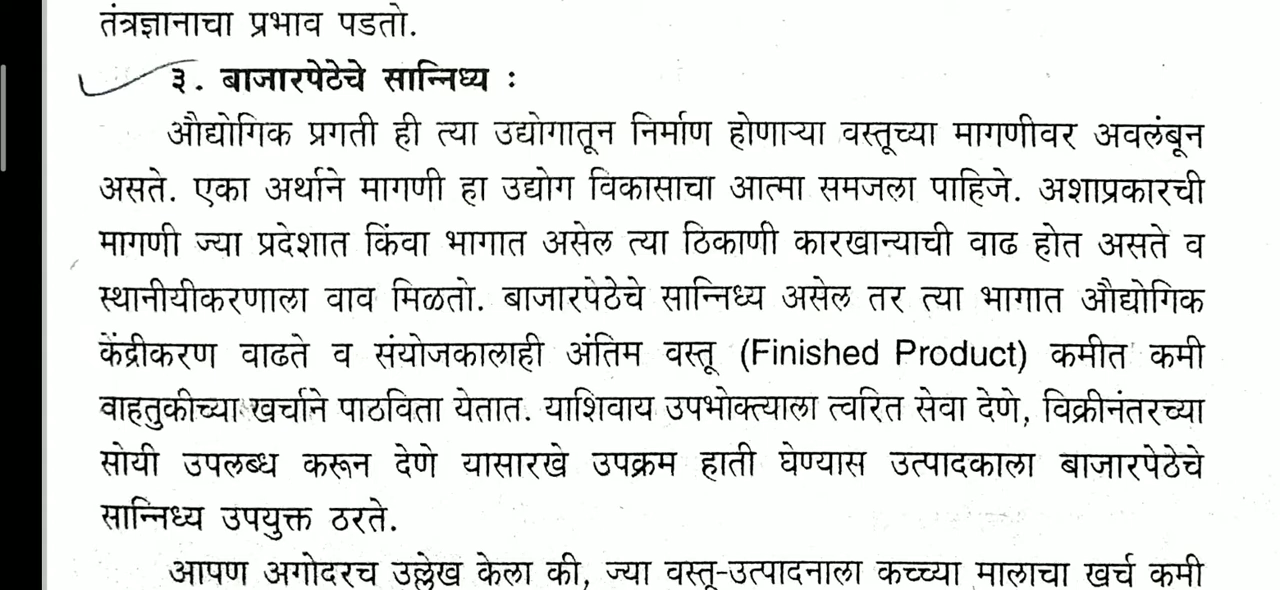 तंत्रज्ञानाचा प्रभाव पडतो.
३. बाजारपेठेचे सान्निध्य :
औद्योगिक प्रगती ही त्या उद्योगातून निर्माण होणाऱ्या वस्तूच्या मागणीवर अवलंबून
असते. एका अर्थाने मागणी हा उद्योग विकासाचा आत्मा समजला पाहिजे. अशाप्रकारची
मागणी ज्या प्रदेशात किंवा भागात असेल त्या ठिकाणी कारखान्याची वाढ होत असते व
स्थानीयीकरणाला वाव मिळतो. बाजारपेठेचे सान्निध्य असेल तर त्या भागात औद्योगिक
केंद्रीकरण वाढते व संयोजकालाही अंतिम वस्तू (Finished Product) कमीत कमी
वाहतुकीच्या खर्चाने पाठविता येतात. याशिवाय उपभोक्त्याला त्वरित सेवा देणे, विक्रीनंतरच्या
सोयी उपलब्ध करून देणे यासारखे उपक्रम हाती घेण्यास उत्पादकाला बाजारपेठेचे
सान्निध्य उपयुक्त ठरते.
आपण अगोदरच उल्लेख केला की, ज्या वस्तू-उत्पादनाला कच्च्या मालाचा खर्च कमी